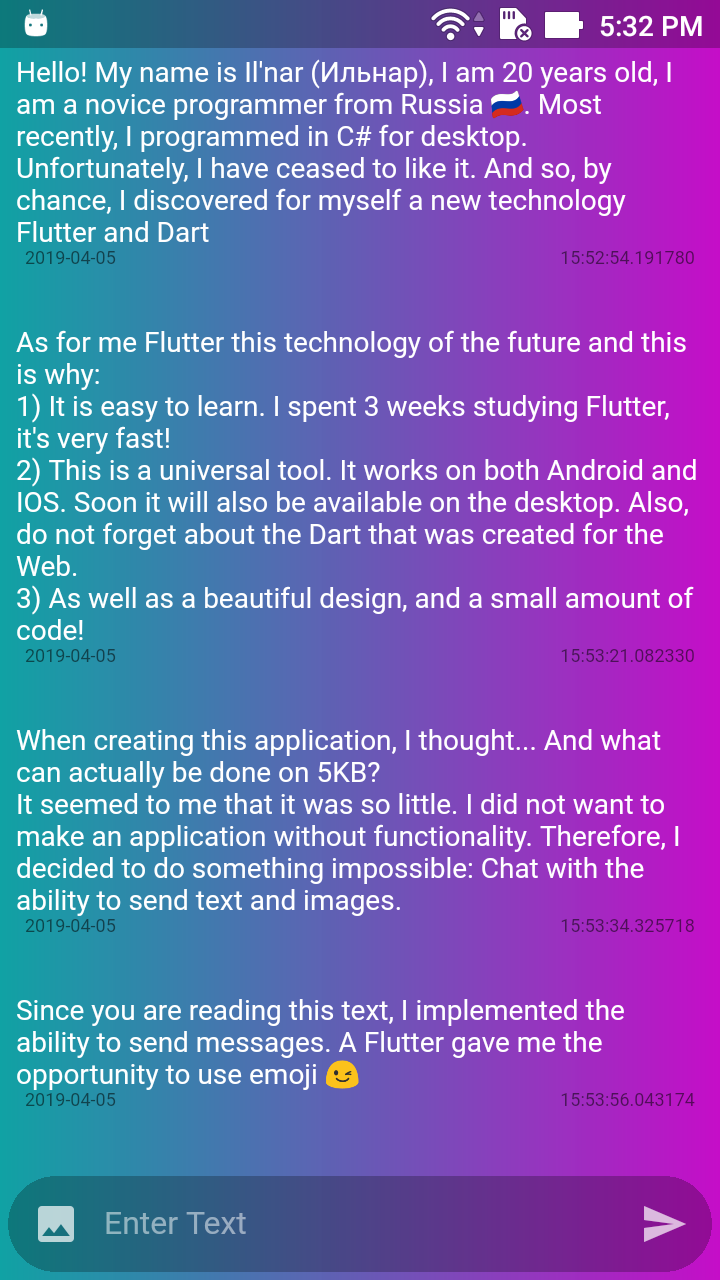 5:32 PM
Hello! My name is Il'nar (Ильнар), I am 20 years old, I
am a novice programmer from Russia 🇷🇺. Most
recently, I programmed in C# for desktop.
Unfortunately, I have ceased to like it. And so, by
chance, I discovered for myself a new technology
Flutter and Dart
2019-04-05 15:52:54.191780
As for me Flutter this technology of the future and this
is why:
1) It is easy to learn. I spent 3 weeks studying Flutter,
it's very fast!
2) This is a universal tool. It works on both Android and
IOS. Soon it will also be available on the desktop. Also,
do not forget about the Dart that was created for the
Web.
3) As well as a beautiful design, and a small amount of
code!
2019-04-05 15:53:21.082330
When creating this application, I thought... And what
can actually be done on 5KB?
It seemed to me that it was so little. I did not want to
make an application without functionality. Therefore, I
decided to do something impossible: Chat with the
ability to send text and images.
2019-04-05 15:53:34.325718
Since you are reading this text, I implemented the
ability to send messages. A Flutter gave me the
opportunity to use emoji 😉
2019-04-05 15:53:56.043174
Enter Text